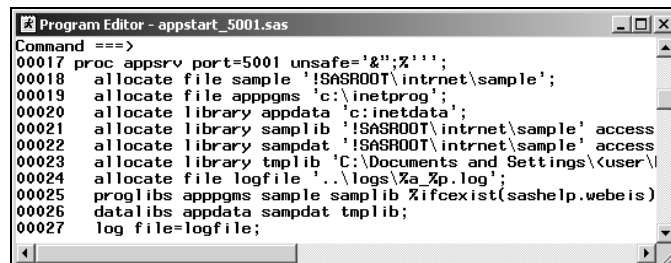 Program Editor - appstart_5001.sas
Command ===>
00017 proc appsrv port=5001 unsafe='&";%''';
00018 allocate file sample '!SASROOT\intrnet\sample';
00019 allocate file apppgms 'c:\inetprog';
00020 allocate library appdata 'c:inetdata';
00021 allocate library samplib '!SASROOT\intrnet\sample' access
00022 allocate library sampdat '!SASROOT\intrnet\sample' access
00023 allocate library tmplib 'C:\Documents and Settings\<user\
00024 allocate file logfile '..\logs\%a_%p.log';
00025 proglibs apppgms sample samplib %ifcexist(sashelp.webeis)
00026 datalibs appdata sampdat tmplib;
00027 log file=logfile;